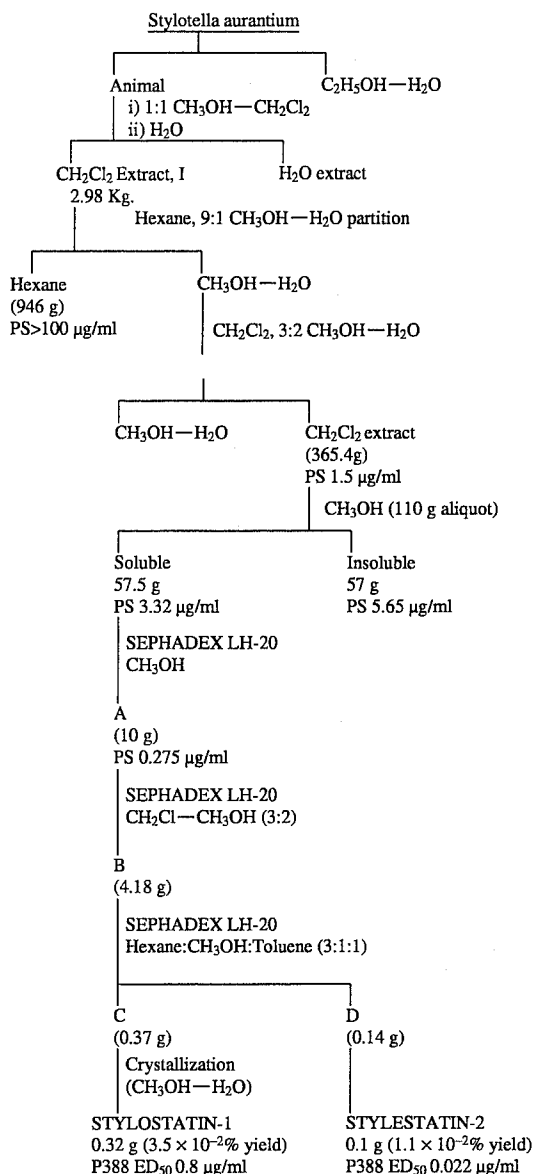 Stylotella aurantium
Animal
C₂H₅OH—H₂O
i) 1:1 CH₃OH—CH₂Cl₂
ii) H₂O
CH₂Cl₂ Extract, I
2.98 Kg.
H₂O extract
Hexane, 9:1 CH₃OH—H₂O partition
Hexane
(946 g)
PS>100 µg/ml
CH₃OH—H₂O
CH₂Cl₂, 3:2 CH₃OH—H₂O
CH₃OH—H₂O
CH₂Cl₂ extract
(365.4g)
PS 1.5 µg/ml
CH₃OH (110 g aliquot)
Soluble
57.5 g
PS 3.32 µg/ml
Insoluble
57 g
PS 5.65 µg/ml
SEPHADEX LH-20
CH₃OH
A
(10 g)
PS 0.275 µg/ml
SEPHADEX LH-20
CH₂Cl—CH₃OH (3:2)
B
(4.18 g)
SEPHADEX LH-20
Hexane:CH₃OH:Toluene (3:1:1)
C
(0.37 g)
D
(0.14 g)
Crystallization
(CH₃OH—H₂O)
STYLOSTATIN-1
0.32 g (3.5 × 10⁻²% yield)
P388 ED₅₀ 0.8 µg/ml
STYLESTATIN-2
0.1 g (1.1 × 10⁻²% yield)
P388 ED₅₀ 0.022 µg/ml